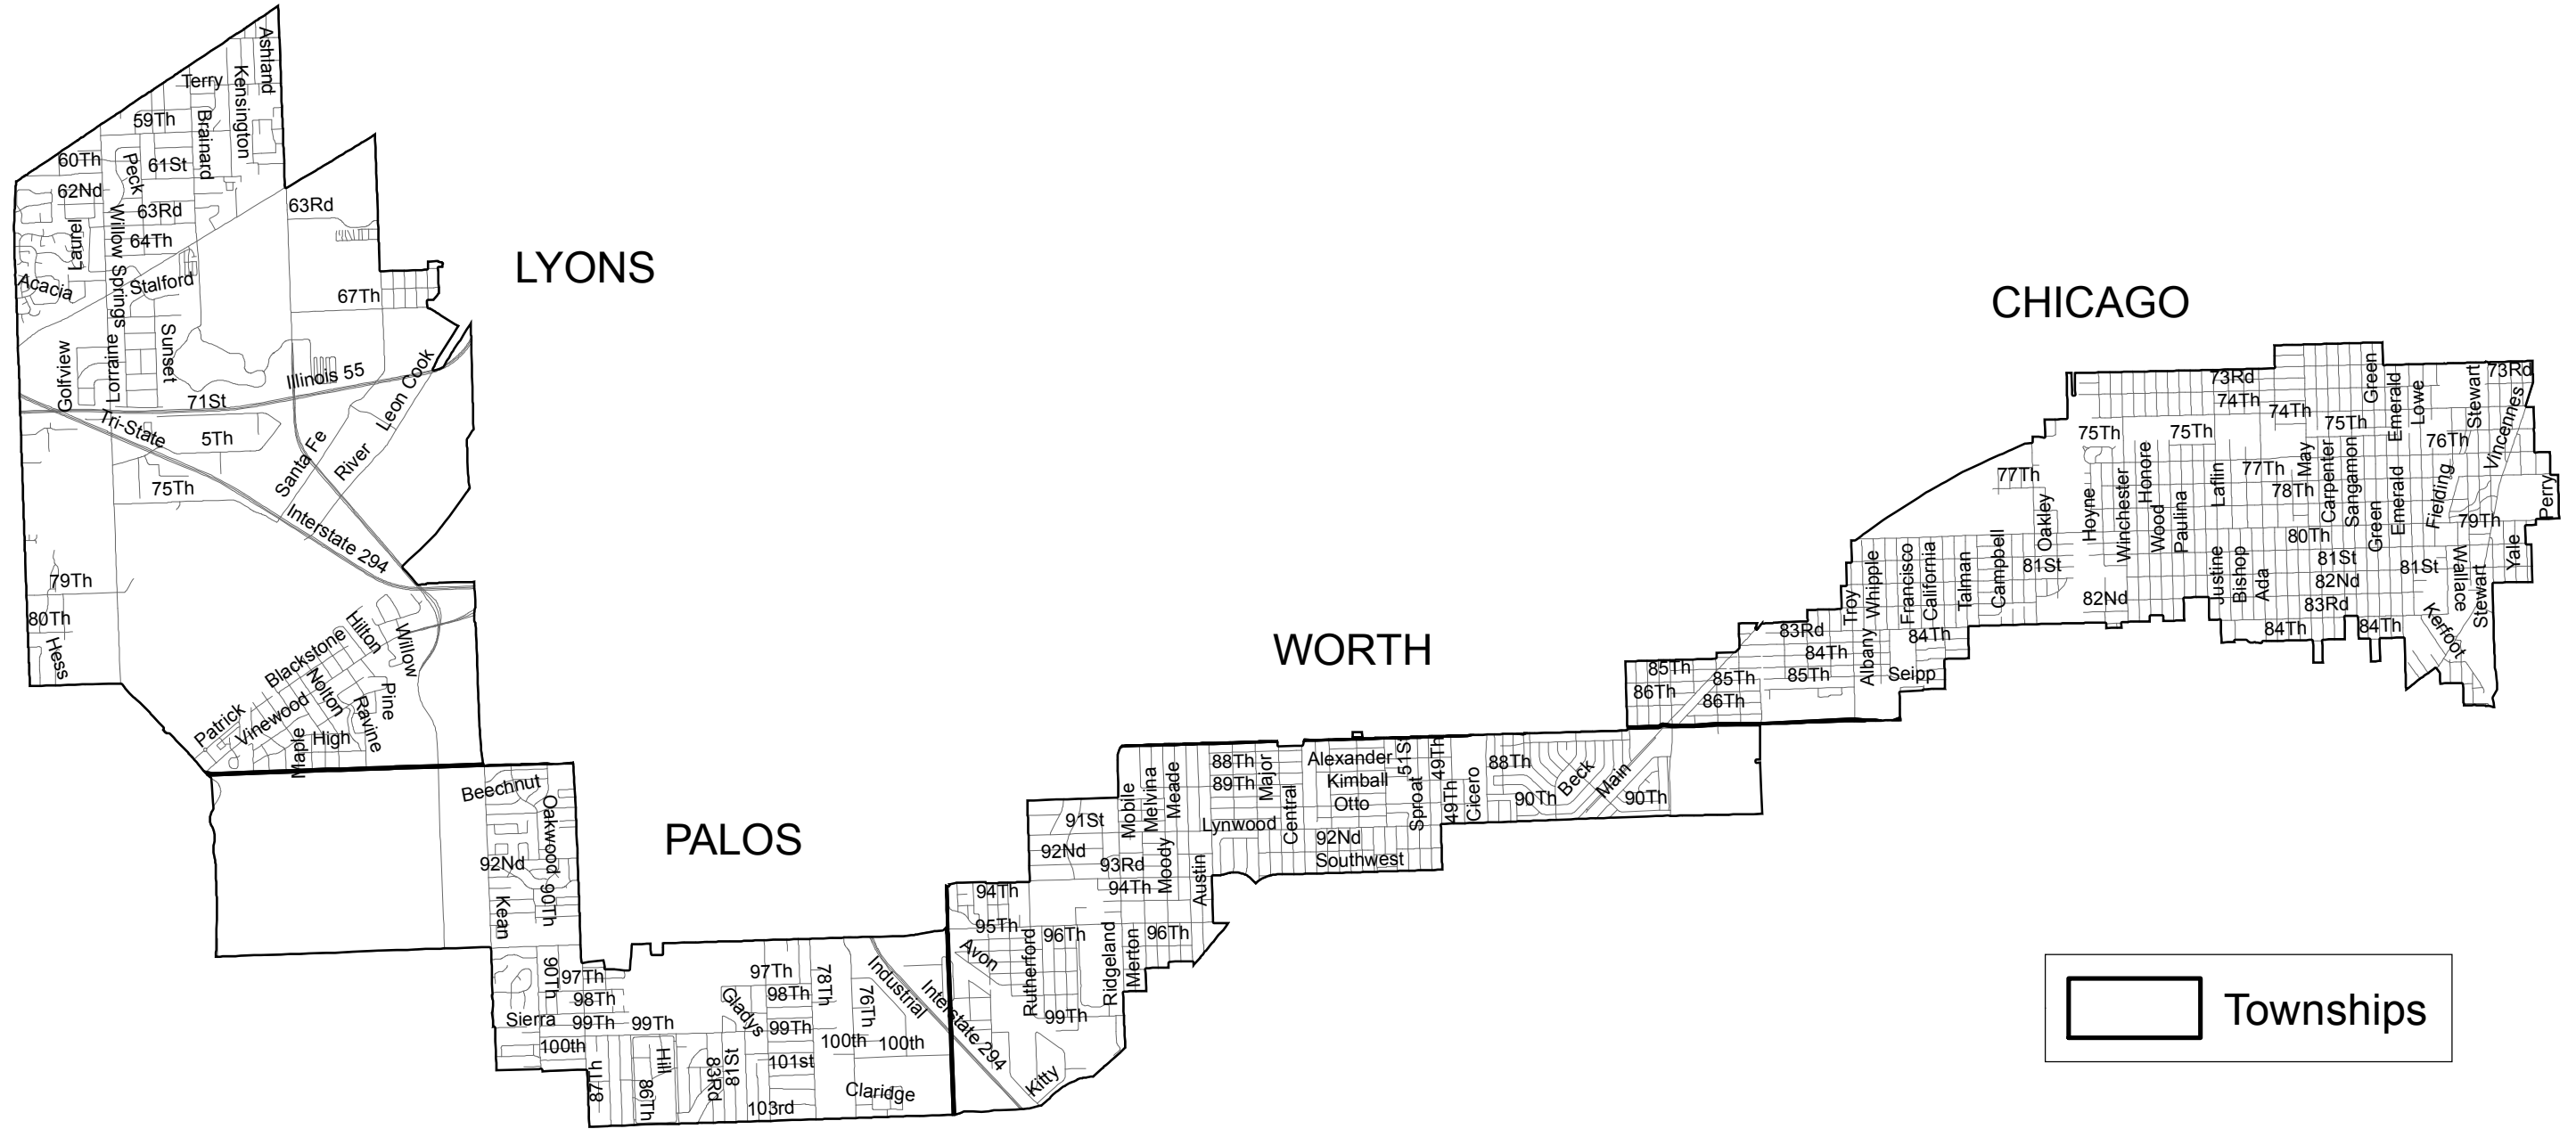 Ashland
Terry
Kensington
59Th
Brainard
60Th
Peck
61St
62Nd
63Rd
63Rd
Laurel
Willow Springs
64Th
LYONS
Acacia
Stalford
67Th
CHICAGO
Golfview
Lorraine
Sunset
Illinois 55
Leon Cook
71St
Tri-State
5Th
Santa Fe
River
75Th
Interstate 294
79Th
80Th
Hess
Hilton
Willow
Blackstone
Nolton
Pine
Ravine
Patrick
Vinewood
Maple
High
73Rd
Green
Emerald
Lowe
Stewart
73Rd
74Th
74Th
75Th
75Th
75Th
76Th
Vincennes
77Th
Honore
Winchester
Laflin
77Th
May
Carpenter
Sangamon
Emerald
Fielding
Perry
78Th
Oakley
Hoyne
Wood
Paulina
Green
79Th
80Th
Whipple
Francisco
California
Talman
Campbell
81St
Justine
Bishop
Ada
81St
81St
82Nd
Wallace
Yale
Stewart
Troy
82Nd
83Rd
84Th
84Th
Kerfoot
WORTH
83Rd
84Th
84Th
Albany
85Th
85Th
85Th
Seipp
86Th
86Th
Beechnut
Oakwood
PALOS
92Nd
90Th
Kean
Mobile
Melvina
Meade
88Th
89Th
Major
Alexander
Kimball
Otto
51St
49Th
88Th
Beck
Main
91St
Lynwood
Central
Sproat
49Th
Cicero
90Th
90Th
92Nd
93Rd
Moody
92Nd
Southwest
94Th
94Th
Austin
95Th
96Th
96Th
Avon
Rutherford
Ridgeland
Merton
90Th
97Th
98Th
Sierra
99Th
99Th
100th
97Th
98Th
Gladys
99Th
78Th
76Th
Industrial
Interstate 294
99Th
100th
100th
87Th
Hill
86Th
83Rd
81St
101st
103rd
Claridge
Kitty
Townships